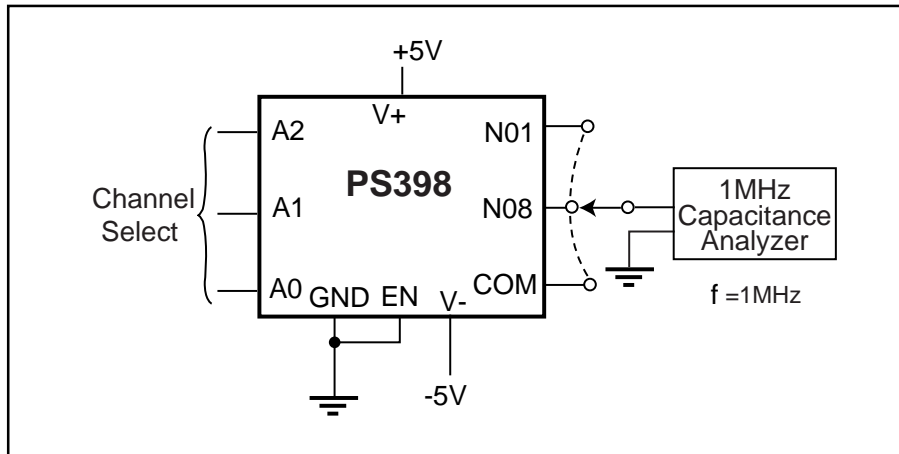 +5V
V+
A2
N01
PS398
Channel
Select
A1
N08
1MHz
Capacitance
Analyzer
A0
GND
EN
V-
COM
f =1MHz
-5V